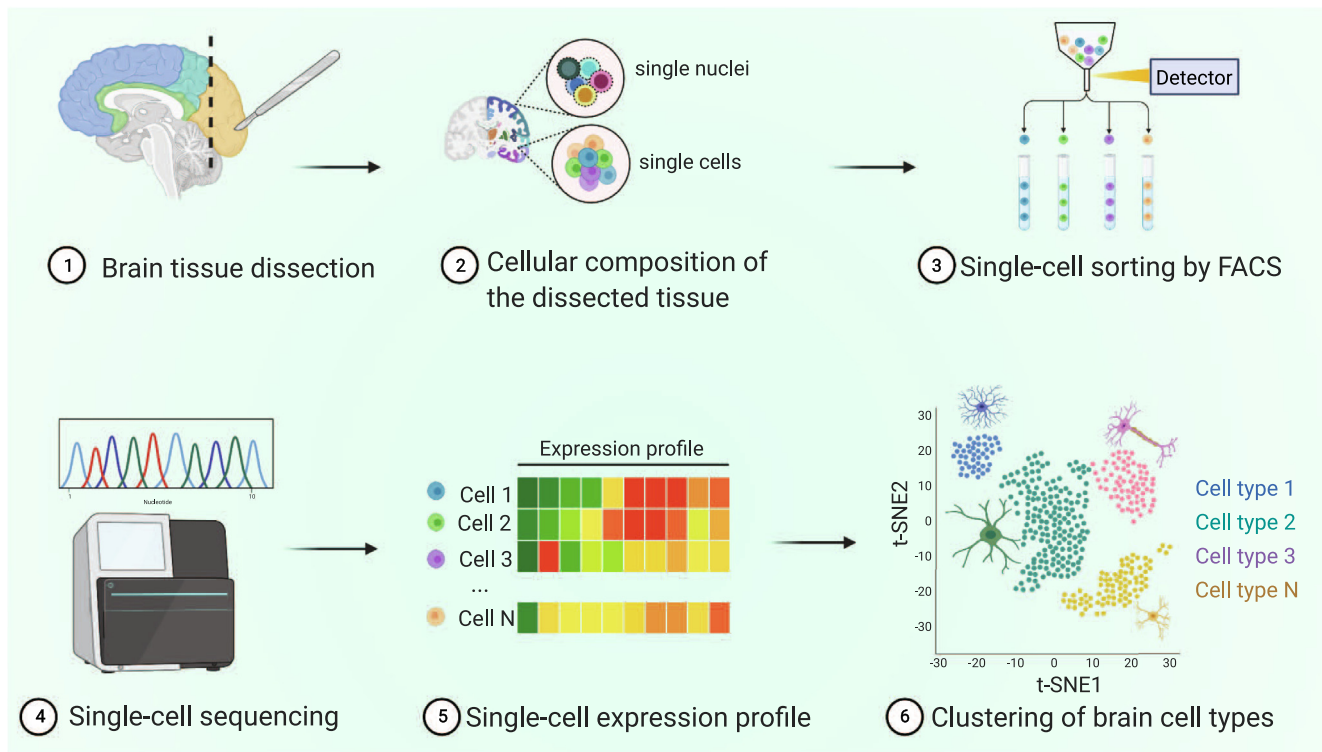 single nuclei
single cells
Detector
1 Brain tissue dissection
2 Cellular composition of
the dissected tissue
3 Single-cell sorting by FACS
1
Nucleotide
10
4 Single-cell sequencing
Expression profile
Cell 1
Cell 2
Cell 3
...
Cell N
5 Single-cell expression profile
t-SNE2
30
20
10
0
-10
-20
-30
-30
-20
-10
0
10
20
30
t-SNE1
Cell type 1
Cell type 2
Cell type 3
Cell type N
6 Clustering of brain cell types